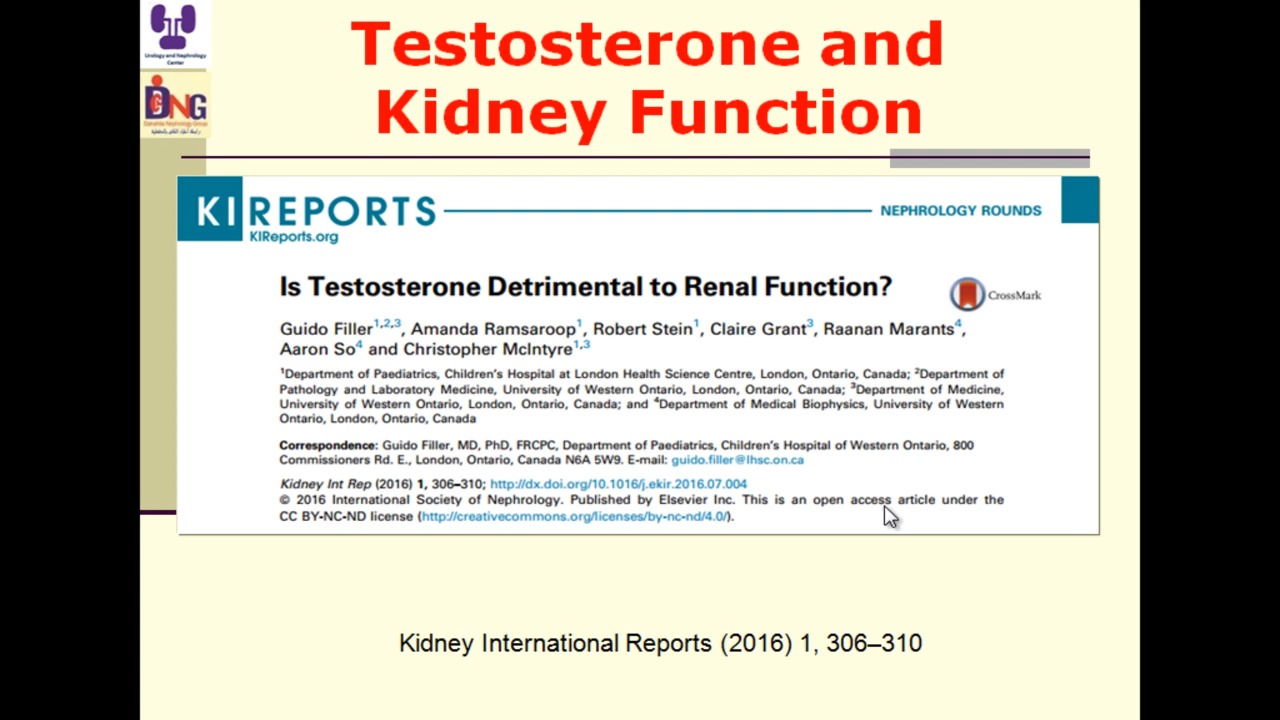 Urology and Nephrology
Center
DNG
Dakahlia Nephrology Group
Testosterone and
Kidney Function
KI REPORTS
KIReports.org
NEPHROLOGY ROUNDS
Is Testosterone Detrimental to Renal Function?
CrossMark
Guido Filler1,2,3, Amanda Ramsaroop1, Robert Stein1, Claire Grant3, Raanan Marants4,
Aaron So4 and Christopher McIntyre1,3
1Department of Paediatrics, Children's Hospital at London Health Science Centre, London, Ontario, Canada; 2Department of
Pathology and Laboratory Medicine, University of Western Ontario, London, Ontario, Canada; 3Department of Medicine,
University of Western Ontario, London, Ontario, Canada; and 4Department of Medical Biophysics, University of Western
Ontario, London, Ontario, Canada
Correspondence: Guido Filler, MD, PhD, FRCPC, Department of Paediatrics, Children's Hospital of Western Ontario, 800
Commissioners Rd. E., London, Ontario, Canada N6A 5W9. E-mail: guido.filler@lhsc.on.ca
Kidney Int Rep (2016) 1, 306–310; http://dx.doi.org/10.1016/j.ekir.2016.07.004
© 2016 International Society of Nephrology. Published by Elsevier Inc. This is an open access article under the
CC BY-NC-ND license (http://creativecommons.org/licenses/by-nc-nd/4.0/).
Kidney International Reports (2016) 1, 306–310